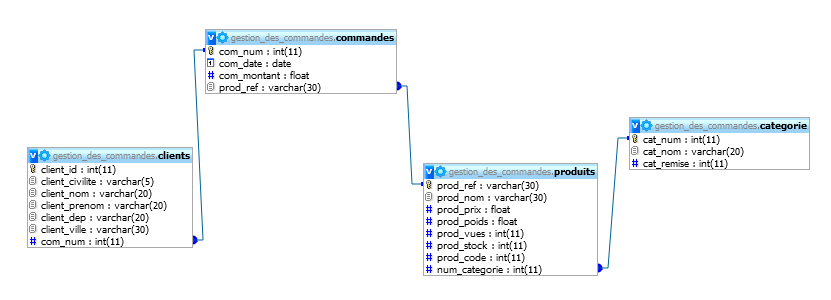 gestion_des_commandes.commandes
com_num : int(11)
com_date : date
com_montant : float
prod_ref : varchar(30)
gestion_des_commandes.clients
client_id : int(11)
client_civilite : varchar(5)
client_nom : varchar(20)
client_prenom : varchar(20)
client_dep : varchar(20)
client_ville : varchar(30)
com_num : int(11)
gestion_des_commandes.produits
prod_ref : varchar(30)
prod_nom : varchar(30)
prod_prix : float
prod_poids : float
prod_vues : int(11)
prod_stock : int(11)
prod_code : int(11)
num_categorie : int(11)
gestion_des_commandes.categorie
cat_num : int(11)
cat_nom : varchar(20)
cat_remise : int(11)